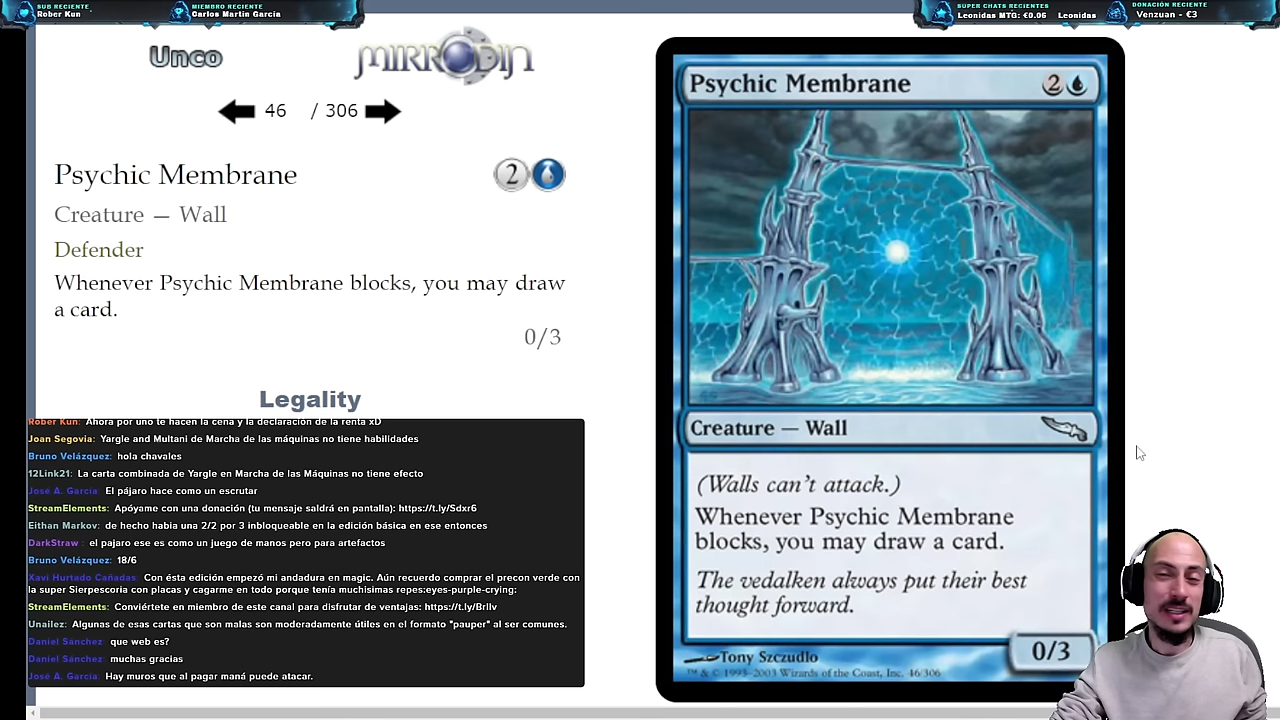 SUB RECIENTE
Rober Kun
MIEMBRO RECIENTE
Carlos Martin Garcia
SUPER CHATS RECIENTES
Leonidas MTG: €0.06 Leonidas
DONACIÓN RECIENTE
Venzuan - €3
Unco
MIRRODIN
46 / 306
Psychic Membrane
2
Creature — Wall
Defender
Whenever Psychic Membrane blocks, you may draw
a card.
0/3
Legality
Rober Kun: Ahora por uno te hacen la cena y la declaración de la renta xD
Joan Segovia: Yargle and Multani de Marcha de las máquinas no tiene habilidades
Bruno Velázquez: hola chavales
12Link21: La carta combinada de Yargle en Marcha de las Máquinas no tiene efecto
José A. García: El pájaro hace como un escrutar
StreamElements: Apóyame con una donación (tu mensaje saldrá en pantalla): https://t.ly/Sdxr6
Eithan Markov: de hecho habia una 2/2 por 3 inbloqueable en la edición básica en ese entonces
DarkStraw : el pajaro ese es como un juego de manos pero para artefactos
Bruno Velázquez: 18/6
Xavi Hurtado Cañadas: Con ésta edición empezó mi andadura en magic. Aún recuerdo comprar el precon verde con
la super Sierpescoria con placas y cagarme en todo porque tenía muchísimas repes:eyes-purple-crying:
StreamElements: Conviértete en miembro de este canal para disfrutar de ventajas: https://t.ly/BrIlv
Unailez: Algunas de esas cartas que son malas son moderadamente útiles en el formato "pauper" al ser comunes.
Daniel Sánchez: que web es?
Daniel Sánchez: muchas gracias
José A. García: Hay muros que al pagar maná puede atacar.
Psychic Membrane 2
Creature — Wall
(Walls can't attack.)
Whenever Psychic Membrane
blocks, you may draw a card.
The vedalken always put their best
thought forward.
0/3
Tony Szczudlo
™ & © 1993-2003 Wizards of the Coast, Inc. 46/306